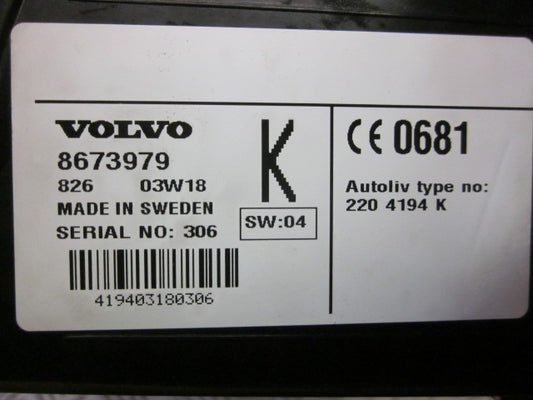 VOLVO
8673979
826 03W18
MADE IN SWEDEN
SERIAL NO: 306
419403180306
K
SW:04
CE 0681
Autoliv type no:
220 4194 K